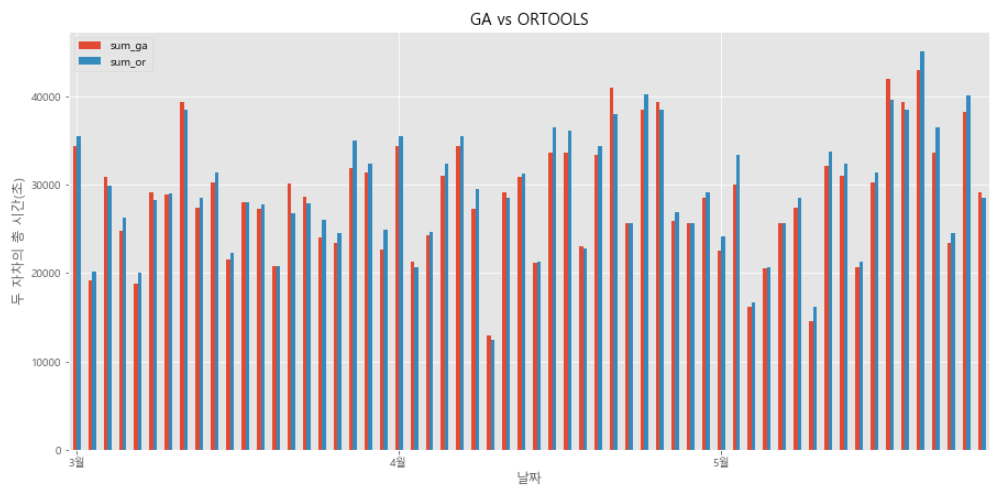 GA vs ORTOOLS
sum_ga
sum_or
두 자차의 총 시간(초)
40000
30000
20000
10000
0
3월
4월
5월
날짜